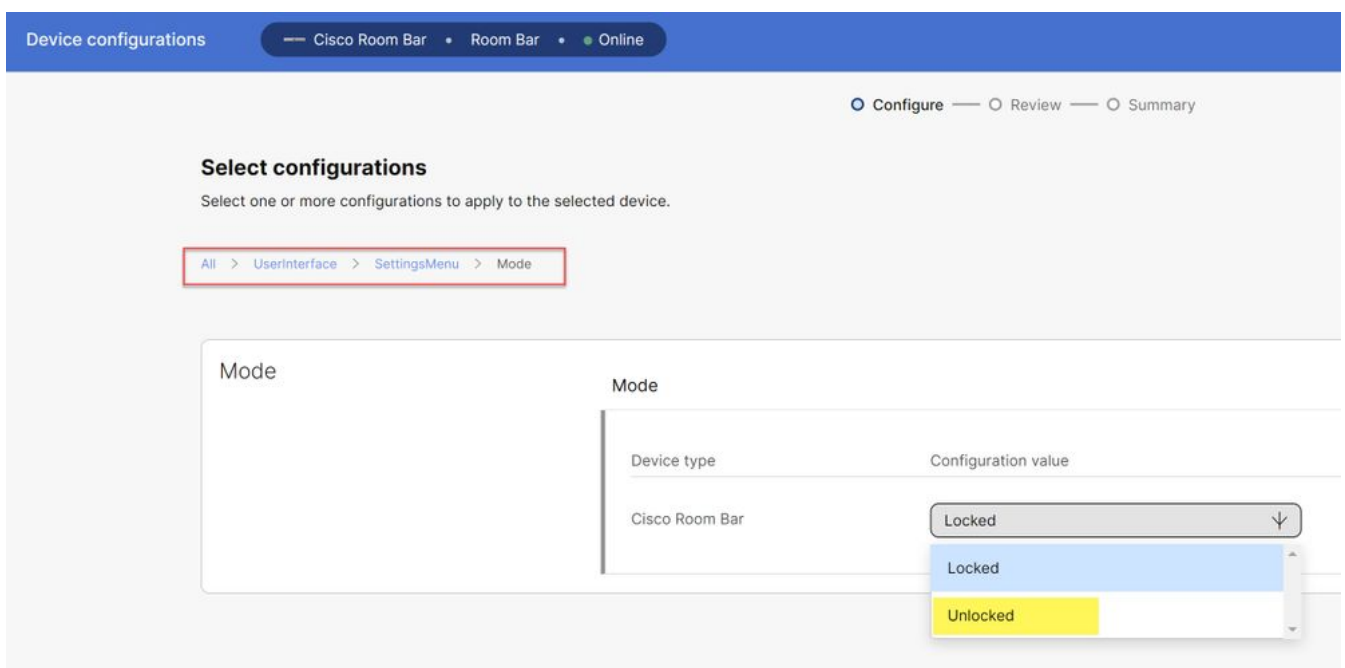 Device configurations
Cisco Room Bar • Room Bar • Online
Configure
Review
Summary
Select configurations
Select one or more configurations to apply to the selected device.
All > UserInterface > SettingsMenu > Mode
Mode
Mode
Device type
Configuration value
Cisco Room Bar
Locked
Locked
Unlocked